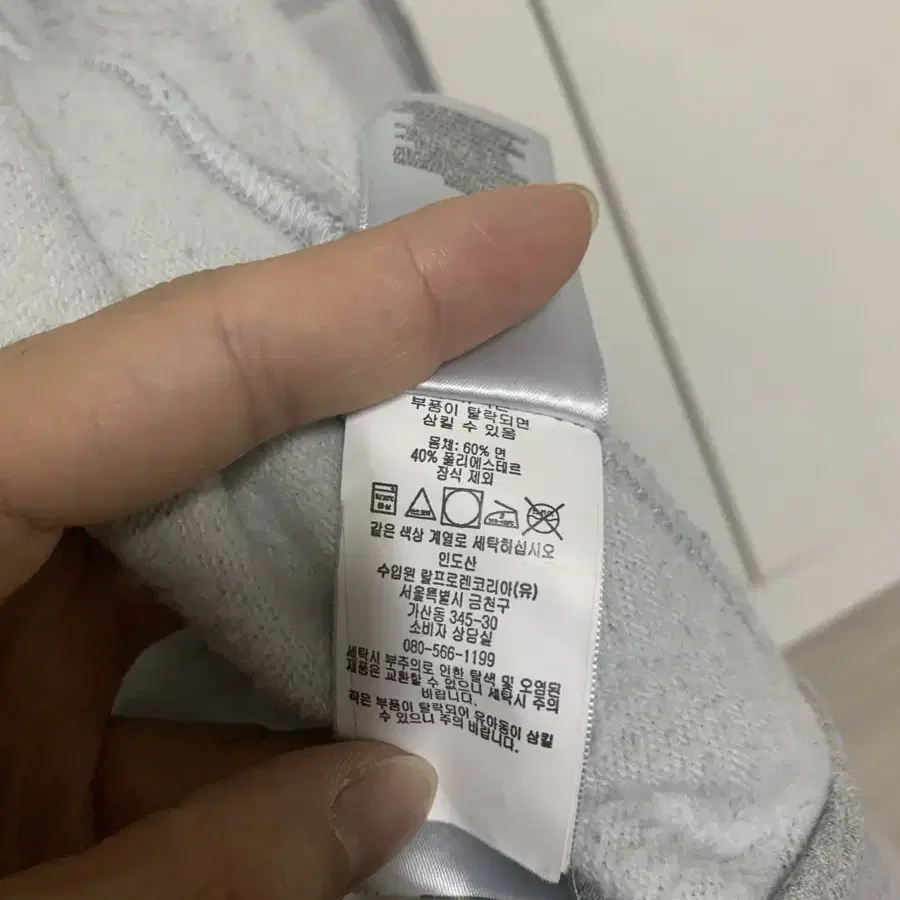 부품이 탈락되면
삼킬 수 있음
몸체: 60% 면
40% 폴리에스테르
장식 제외
같은 색상 계열로 세탁하십시오
인도산
수입원 랄프로렌코리아(유)
서울특별시 금천구
가산동 345-30
소비자 상담실
080-566-1199
세탁시 부주의로 인한 탈색 및 오염된
제품은 교환할 수 없으니 세탁시 주의
바랍니다.
작은 부품이 탈락되어 유아동이 삼킬
수 있으니 주의 바랍니다.